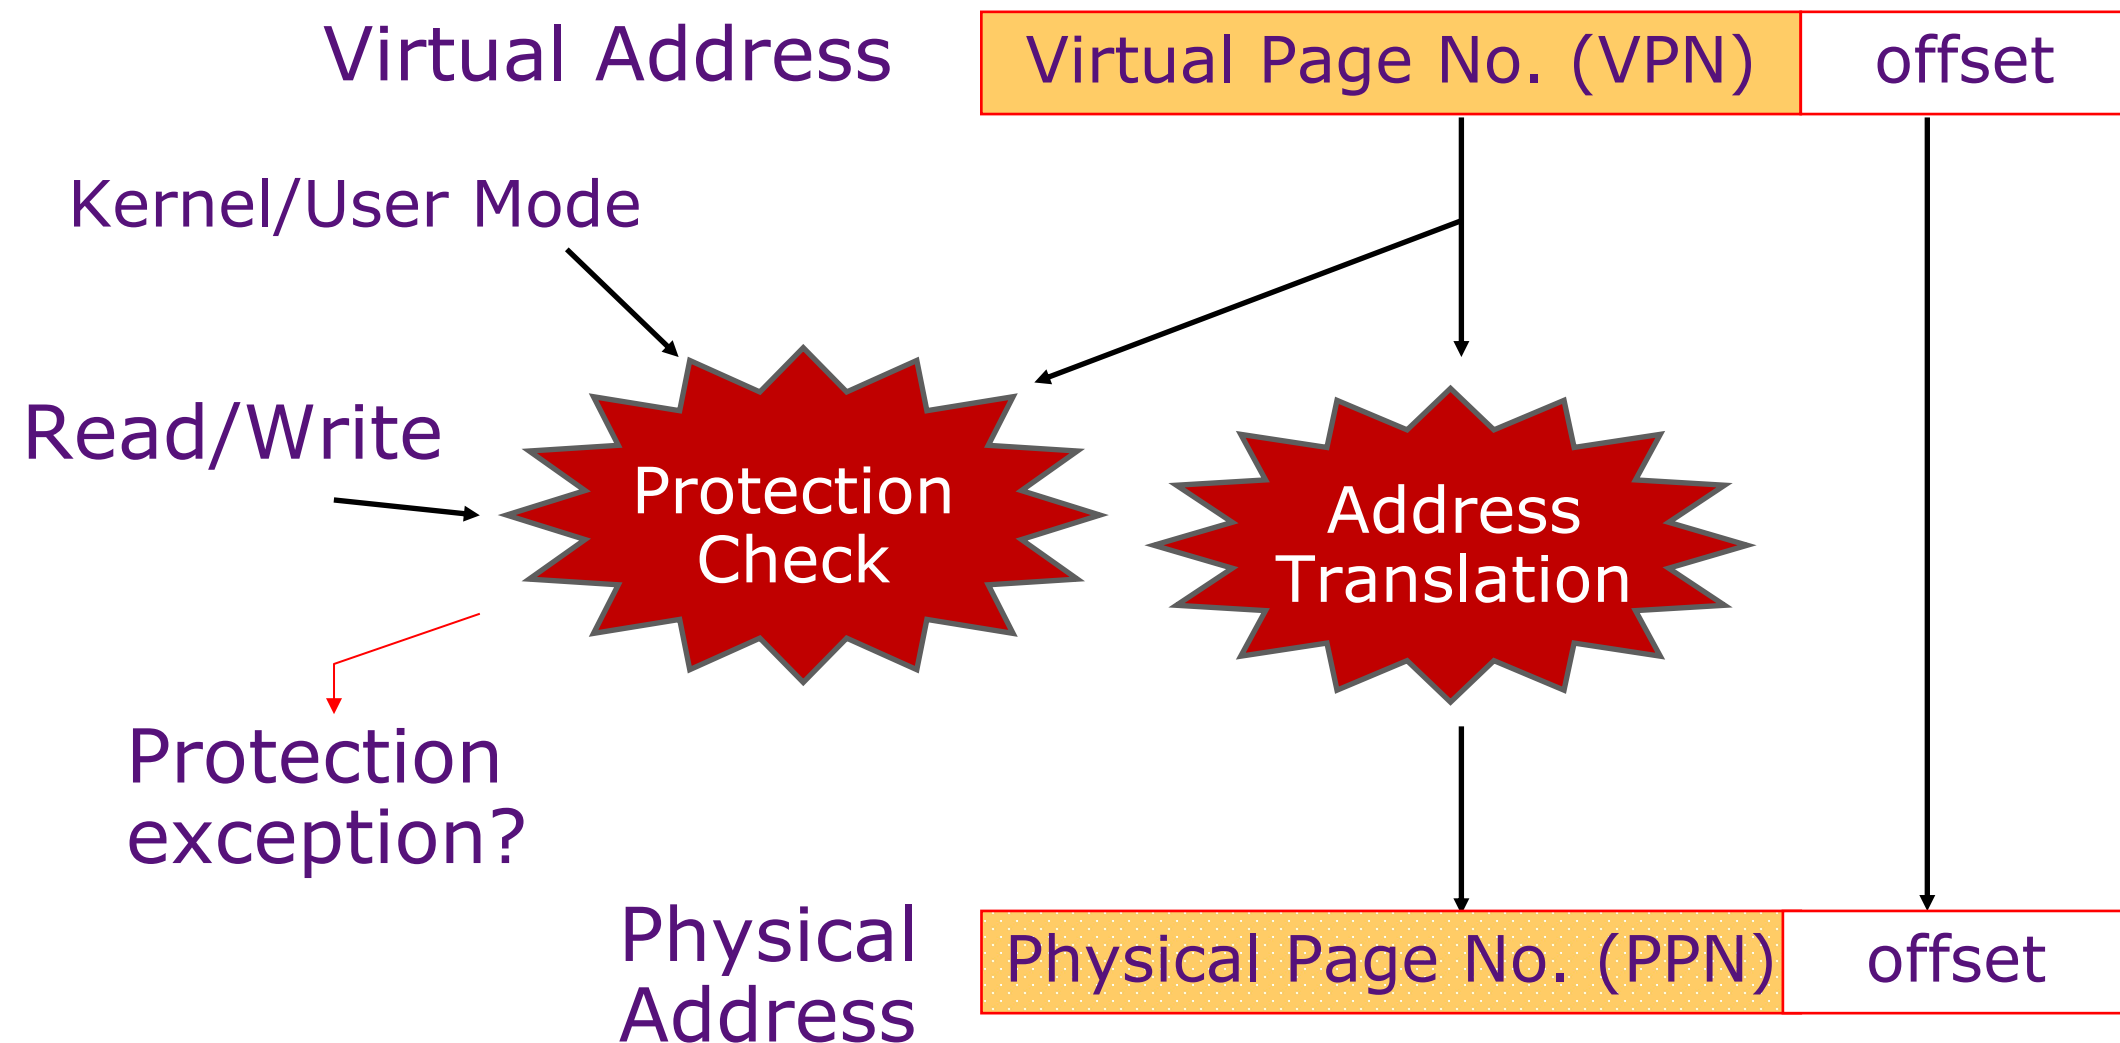 Virtual Address
Virtual Page No. (VPN)
offset
Kernel/User Mode
Read/Write
Protection
Check
Address
Translation
Protection
exception?
Physical
Address
Physical Page No. (PPN)
offset